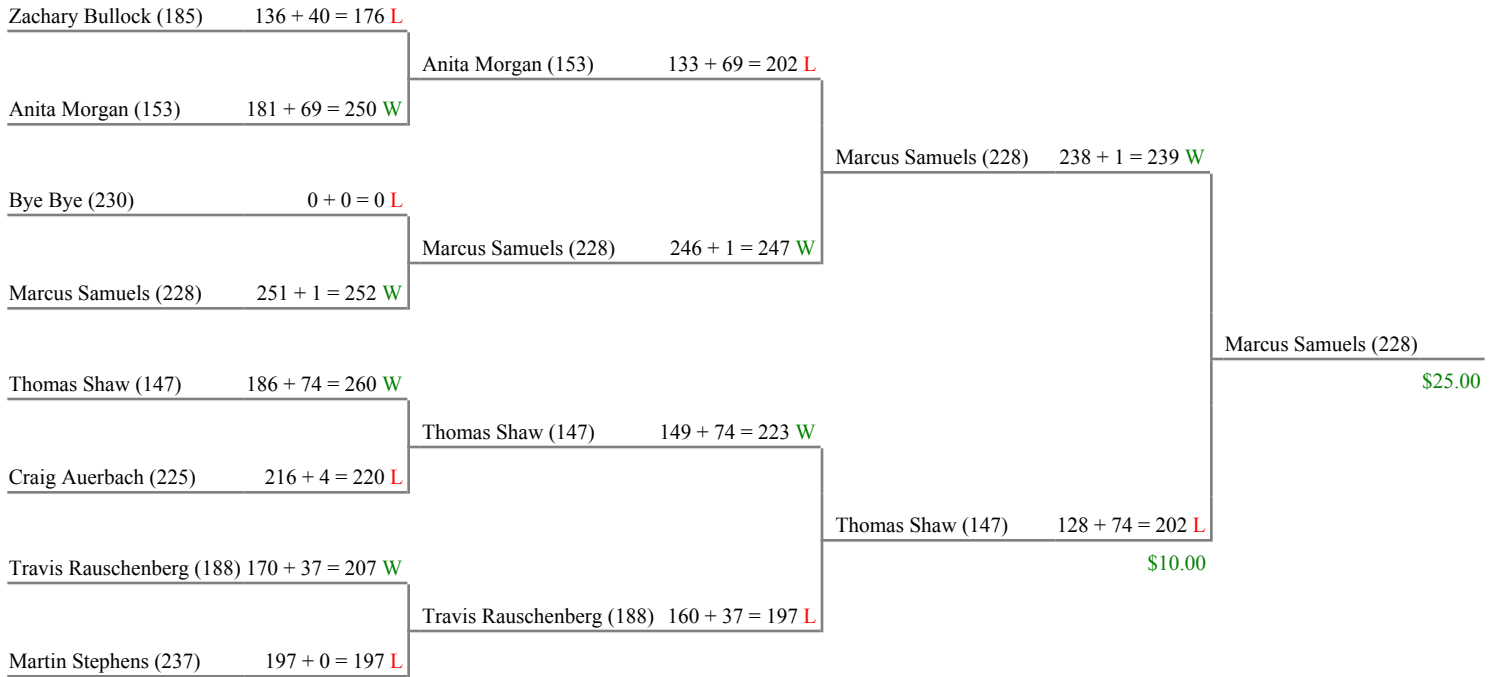 Zachary Bullock (185) 136 + 40 = 176 L
Anita Morgan (153) 133 + 69 = 202 L
Anita Morgan (153) 181 + 69 = 250 W
Marcus Samuels (228) 238 + 1 = 239 W
Bye Bye (230) 0 + 0 = 0 L
Marcus Samuels (228) 246 + 1 = 247 W
Marcus Samuels (228) 251 + 1 = 252 W
Marcus Samuels (228)
$25.00
Thomas Shaw (147) 186 + 74 = 260 W
Thomas Shaw (147) 149 + 74 = 223 W
Craig Auerbach (225) 216 + 4 = 220 L
Thomas Shaw (147) 128 + 74 = 202 L
$10.00
Travis Rauschenberg (188) 170 + 37 = 207 W
Travis Rauschenberg (188) 160 + 37 = 197 L
Martin Stephens (237) 197 + 0 = 197 L